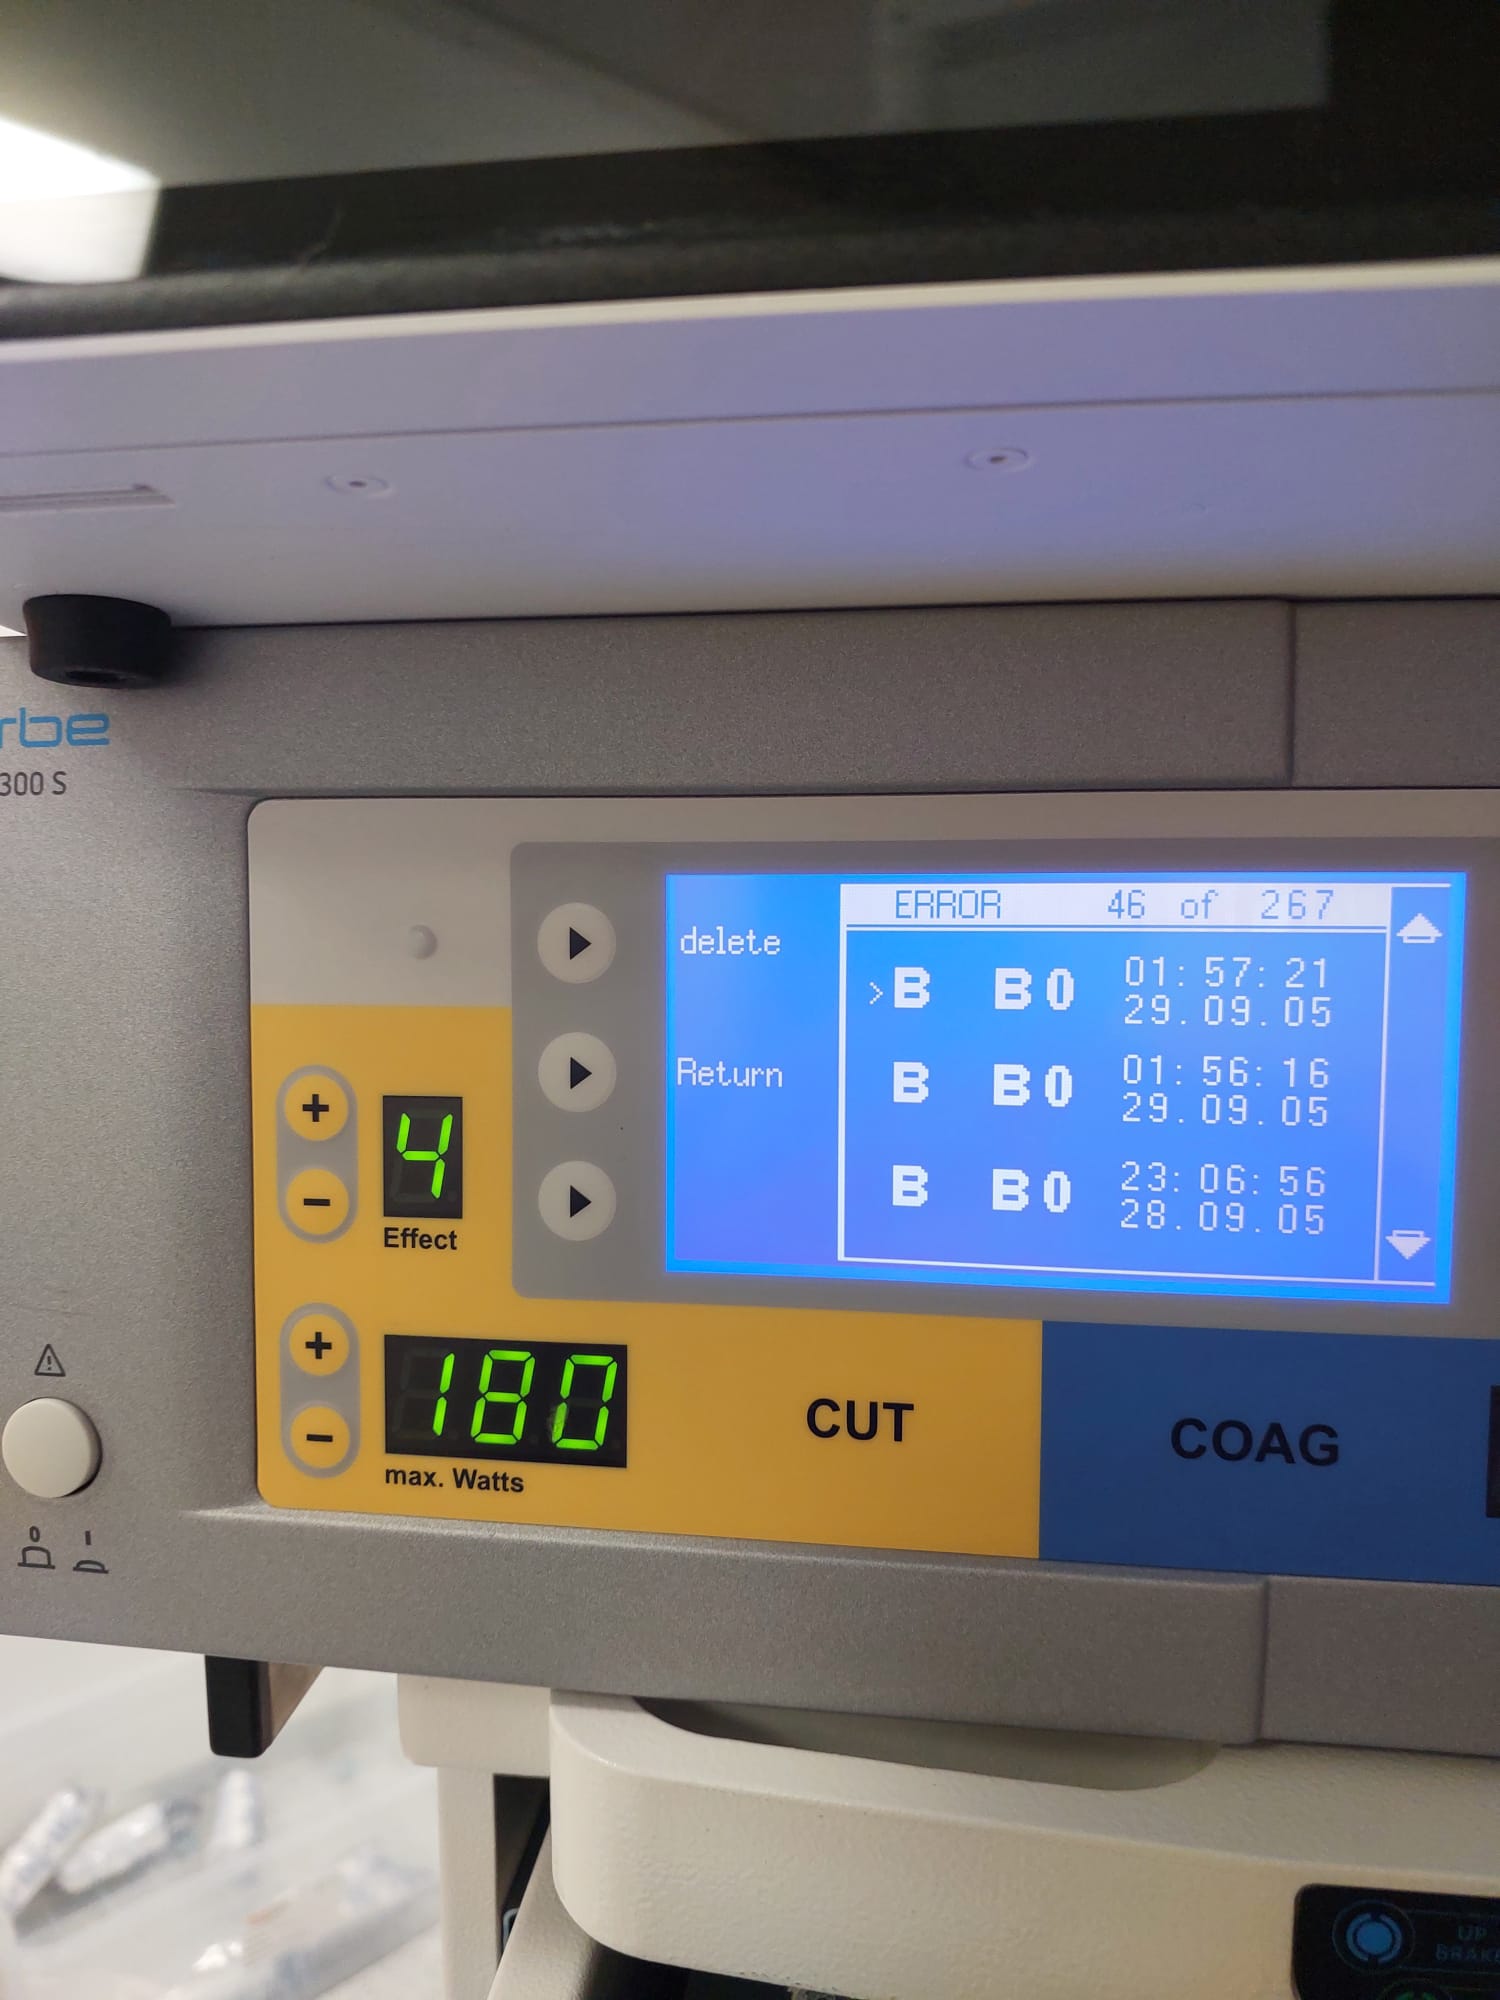 rbe
300 S
ERROR 46 of 267
delete
>B B0 01:57:21
29.09.05
Return
B B0 01:56:16
29.09.05
B B0 23:06:56
28.09.05
+
-
4
Effect
+
-
180
max. Watts
CUT
COAG
UP